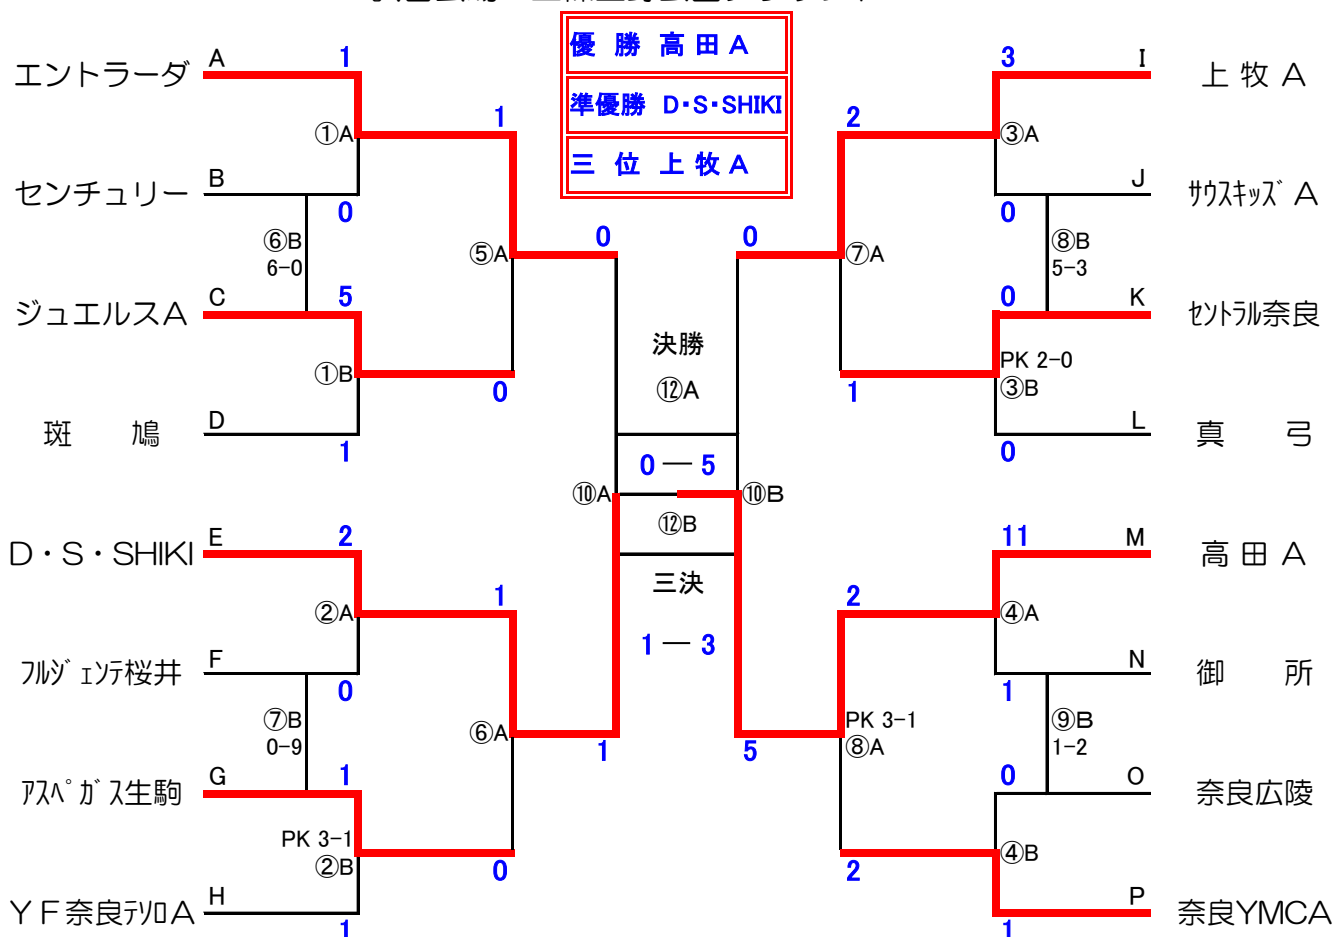 優 勝 高 田 A
準優勝 D・S・SHIKI
三 位 上 牧 A
エントラーダ A 1
①A
センチュリー B 0
⑥B
6-0
ジュエルスA C 5
①B
斑 鳩 D 1
1
⑤A
0
0
D・S・SHIKI E 2
②A
フルジェンテ桜井 F 0
⑦B
0-9
アスペガス生駒 G 1
PK 3-1
②B
YF奈良テソロA H 1
1
⑥A
0
1
決勝
⑫A
0 — 5
⑩A
⑩B
⑫B
三決
1 — 3
3 I 上 牧 A
③A
0 J サウスキッズ A
⑧B
5-3
0 K セントラル奈良
PK 2-0
③B
0 L 真 弓
2
⑦A
1
0
11 M 高 田 A
④A
1 N 御 所
⑨B
1-2
0 O 奈良広陵
④B
1 P 奈良YMCA
2
PK 3-1
⑧A
2
5